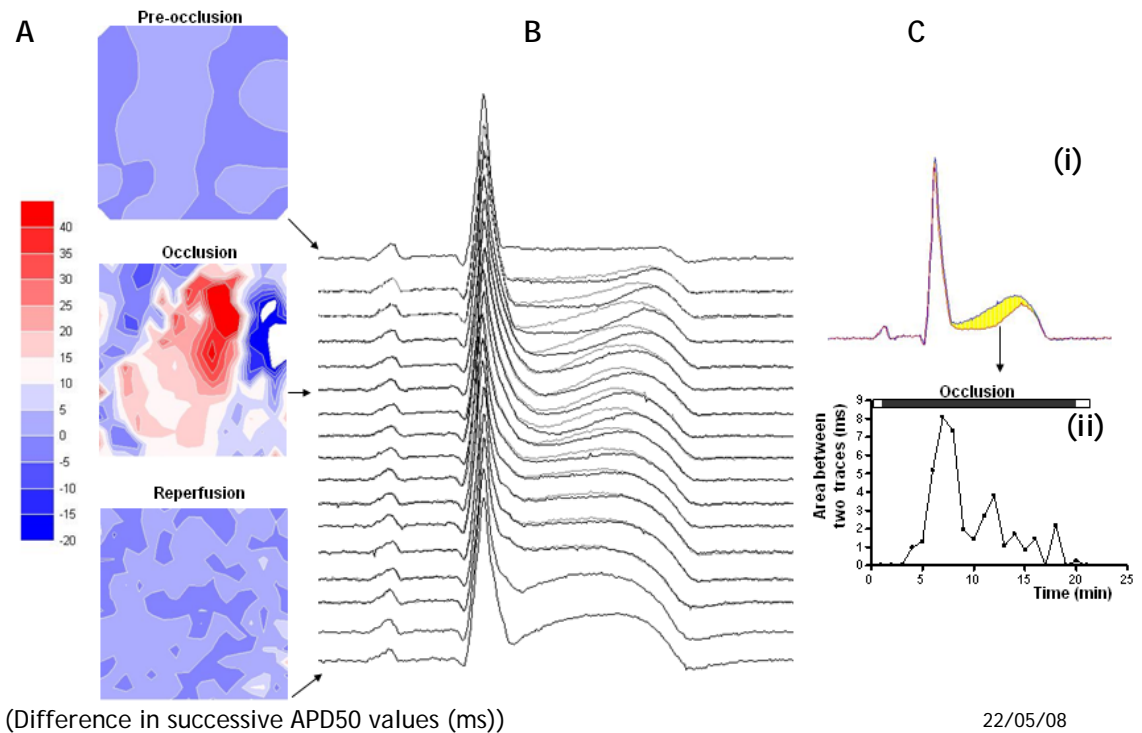 A
B
C
Pre-occlusion
(i)
Occlusion
40
35
30
25
20
15
10
5
0
-5
-10
-15
-20
Reperfusion
Occlusion
(ii)
Area between
two traces (ms)
9
8
7
6
5
4
3
2
1
0
0
5
10
15
20
25
Time (min)
(Difference in successive APD50 values (ms))
22/05/08